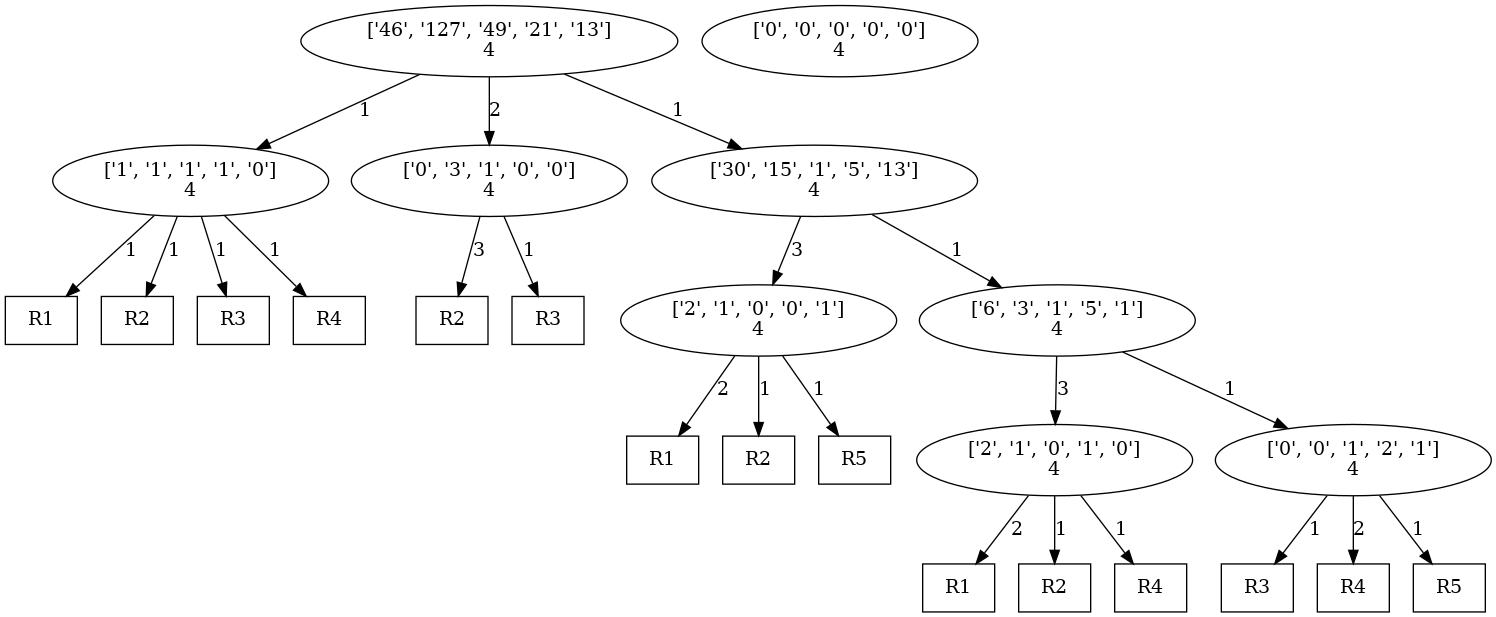 ['46', '127', '49', '21', '13']
4
['0', '0', '0', '0', '0']
4
1
2
1
['1', '1', '1', '1', '0']
4
['0', '3', '1', '0', '0']
4
['30', '15', '1', '5', '13']
4
1
1
1
1
3
1
3
1
R1
R2
R3
R4
R2
R3
['2', '1', '0', '0', '1']
4
['6', '3', '1', '5', '1']
4
2
1
1
3
1
R1
R2
R5
['2', '1', '0', '1', '0']
4
['0', '0', '1', '2', '1']
4
2
1
1
1
2
1
R1
R2
R4
R3
R4
R5